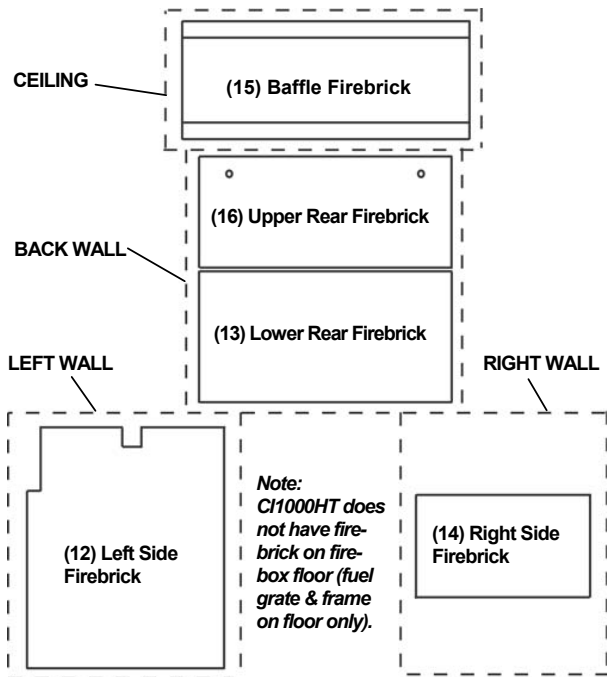 CEILING
(15) Baffle Firebrick
(16) Upper Rear Firebrick
BACK WALL
(13) Lower Rear Firebrick
LEFT WALL
RIGHT WALL
Note:
CI1000HT does
not have fire-
brick on fire-
box floor (fuel
grate & frame
on floor only).
(12) Left Side
Firebrick
(14) Right Side
Firebrick